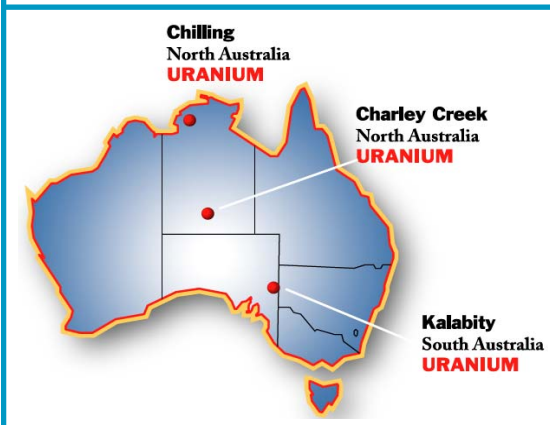 Chilling
North Australia
URANIUM
Charley Creek
North Australia
URANIUM
Kalabity
South Australia
URANIUM